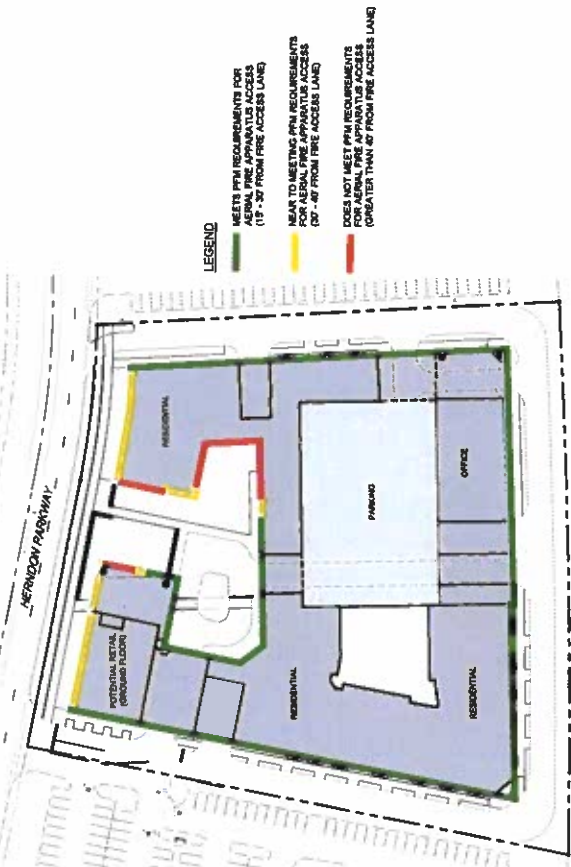 HERNDON PARKWAY
LEGEND
MEETS PFM REQUIREMENTS FOR
AERIAL FIRE APPARATUS ACCESS
(15' - 30' FROM FIRE ACCESS LANE)
NEAR TO MEETING PFM REQUIREMENTS
FOR AERIAL FIRE APPARATUS ACCESS
(30' - 40' FROM FIRE ACCESS LANE)
DOES NOT MEET PFM REQUIREMENTS
FOR AERIAL FIRE APPARATUS ACCESS
(GREATER THAN 40' FROM FIRE ACCESS LANE)
POTENTIAL RETAIL
(GROUND FLOOR)
RESIDENTIAL
RESIDENTIAL
PARKING
RESIDENTIAL
OFFICE